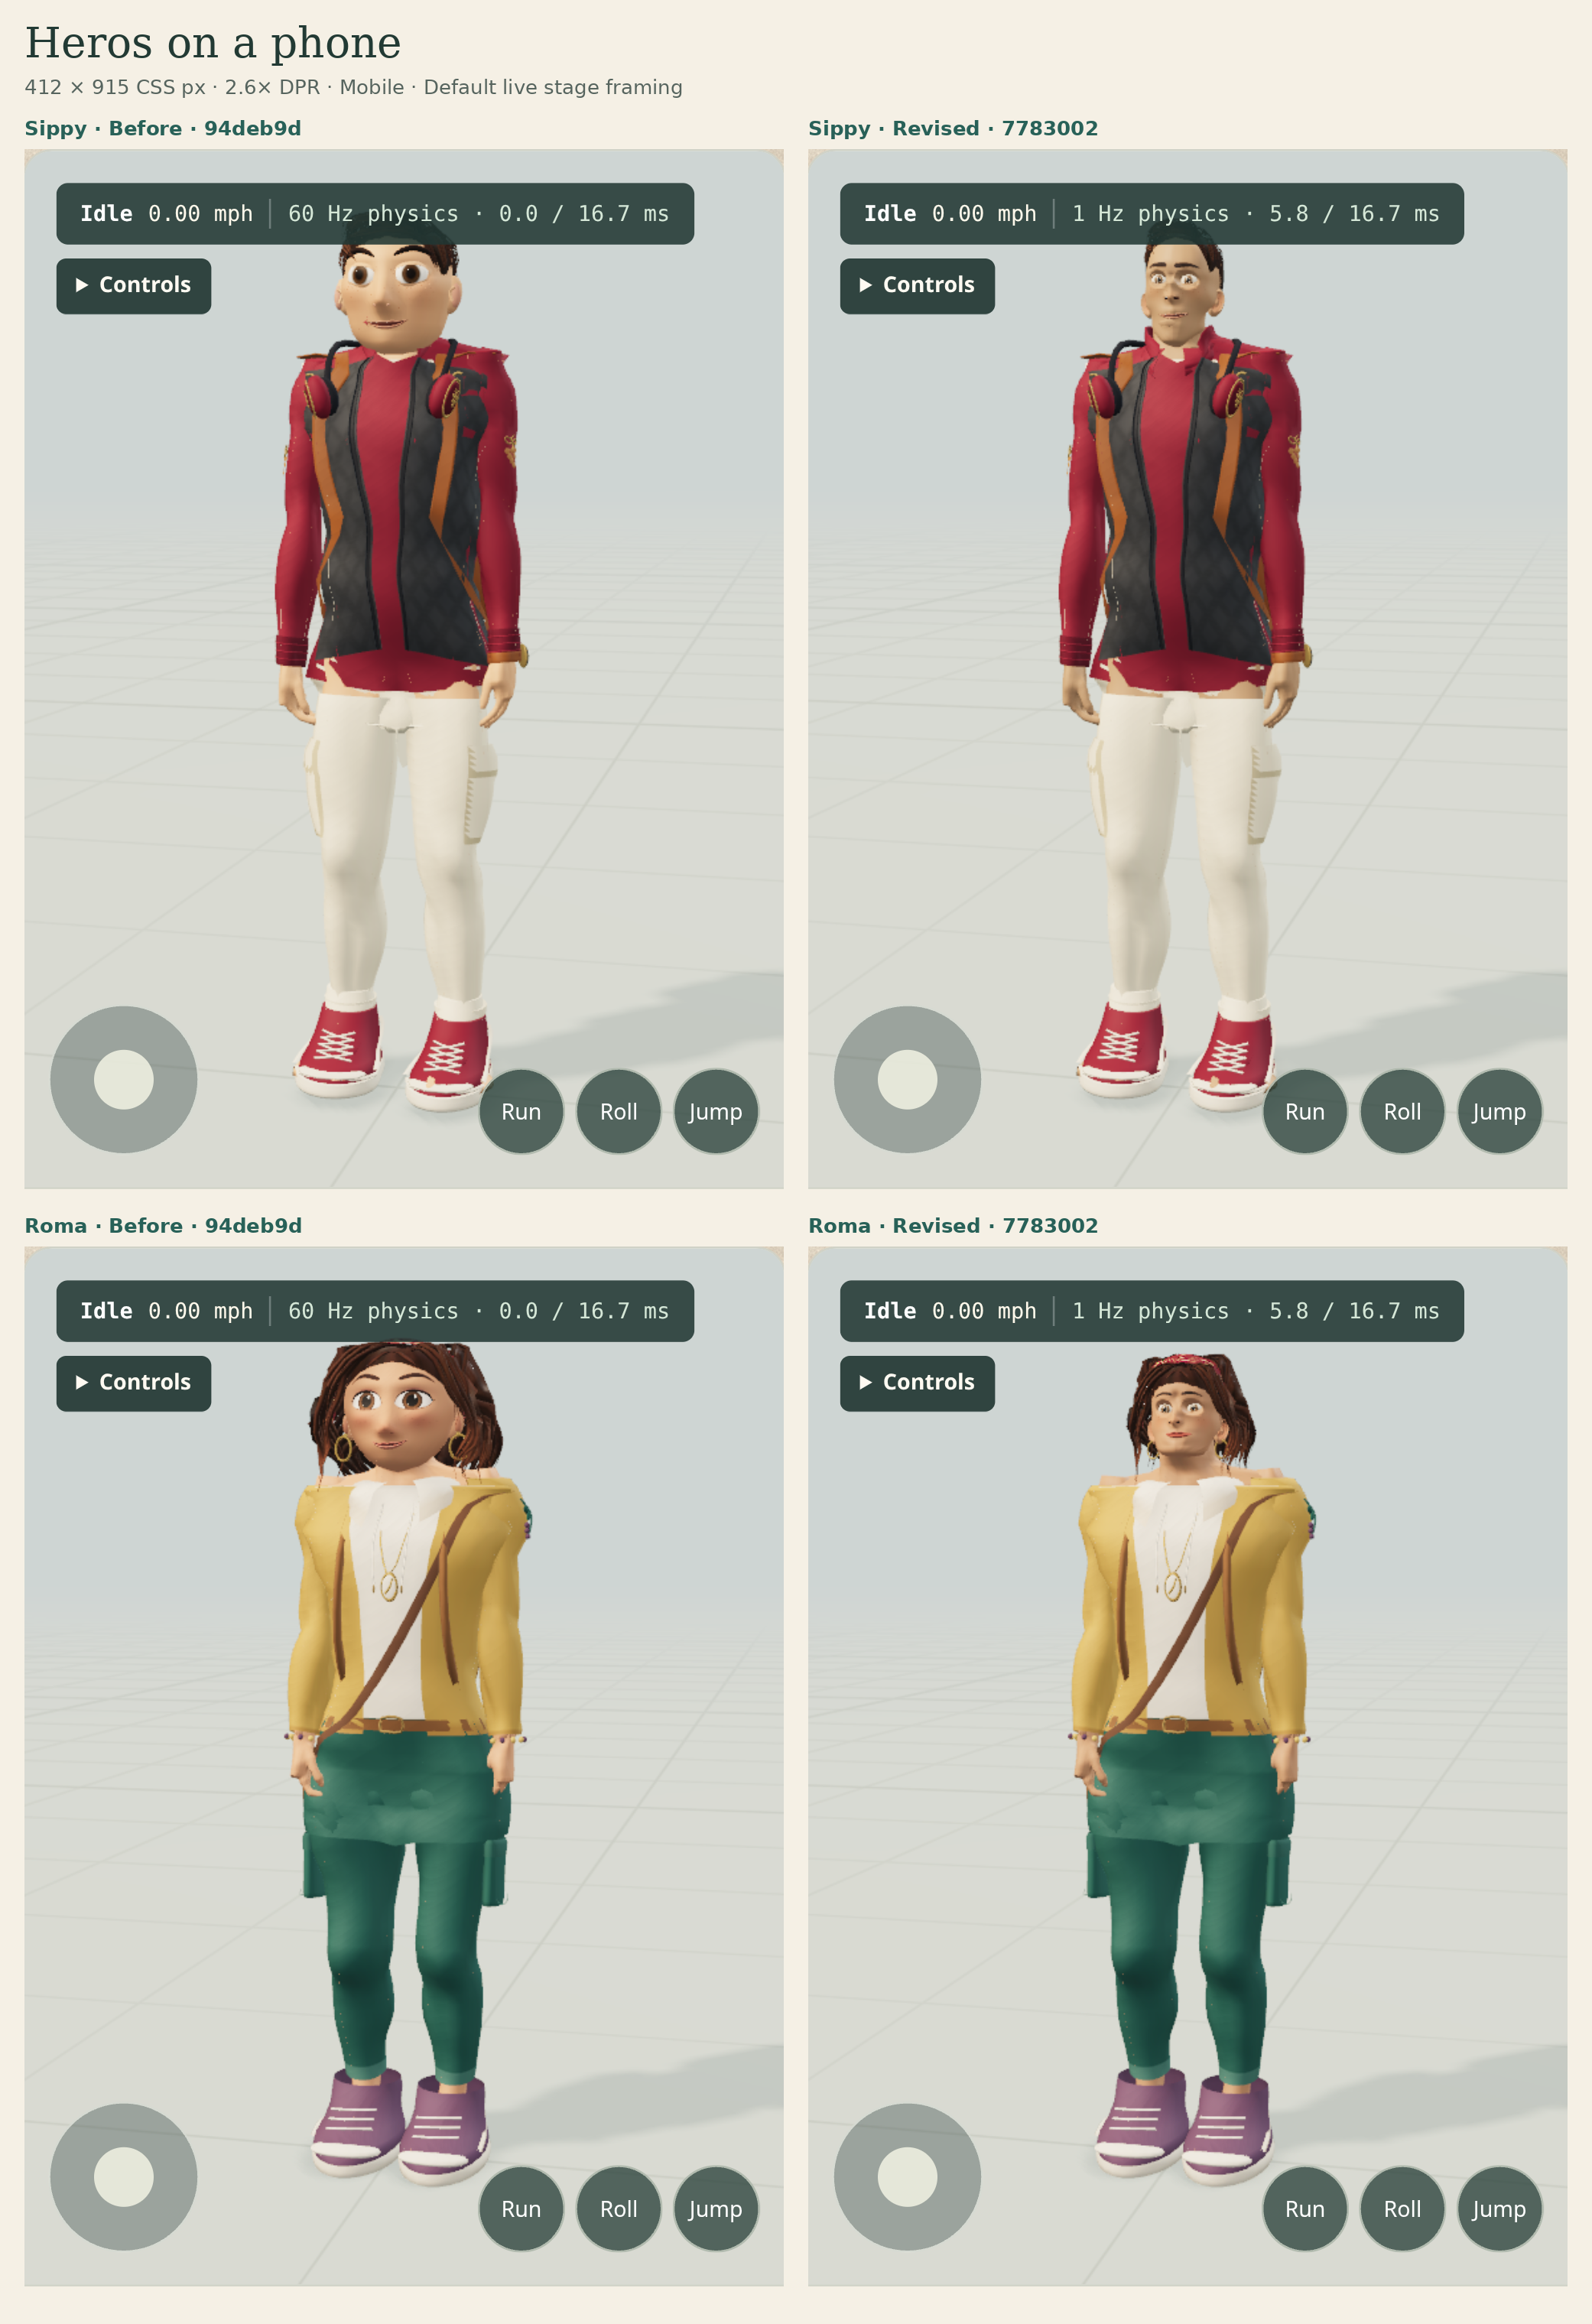 Heros on a phone
412 × 915 CSS px · 2.6× DPR · Mobile · Default live stage framing
Sippy · Before · 94deb9d
Sippy · Revised · 7783002
Idle 0.00 mph | 60 Hz physics · 0.0 / 16.7 ms
Idle 0.00 mph | 1 Hz physics · 5.8 / 16.7 ms
▶ Controls
▶ Controls
Run Roll Jump
Run Roll Jump
Roma · Before · 94deb9d
Roma · Revised · 7783002
Idle 0.00 mph | 60 Hz physics · 0.0 / 16.7 ms
Idle 0.00 mph | 1 Hz physics · 5.8 / 16.7 ms
▶ Controls
▶ Controls
Run Roll Jump
Run Roll Jump